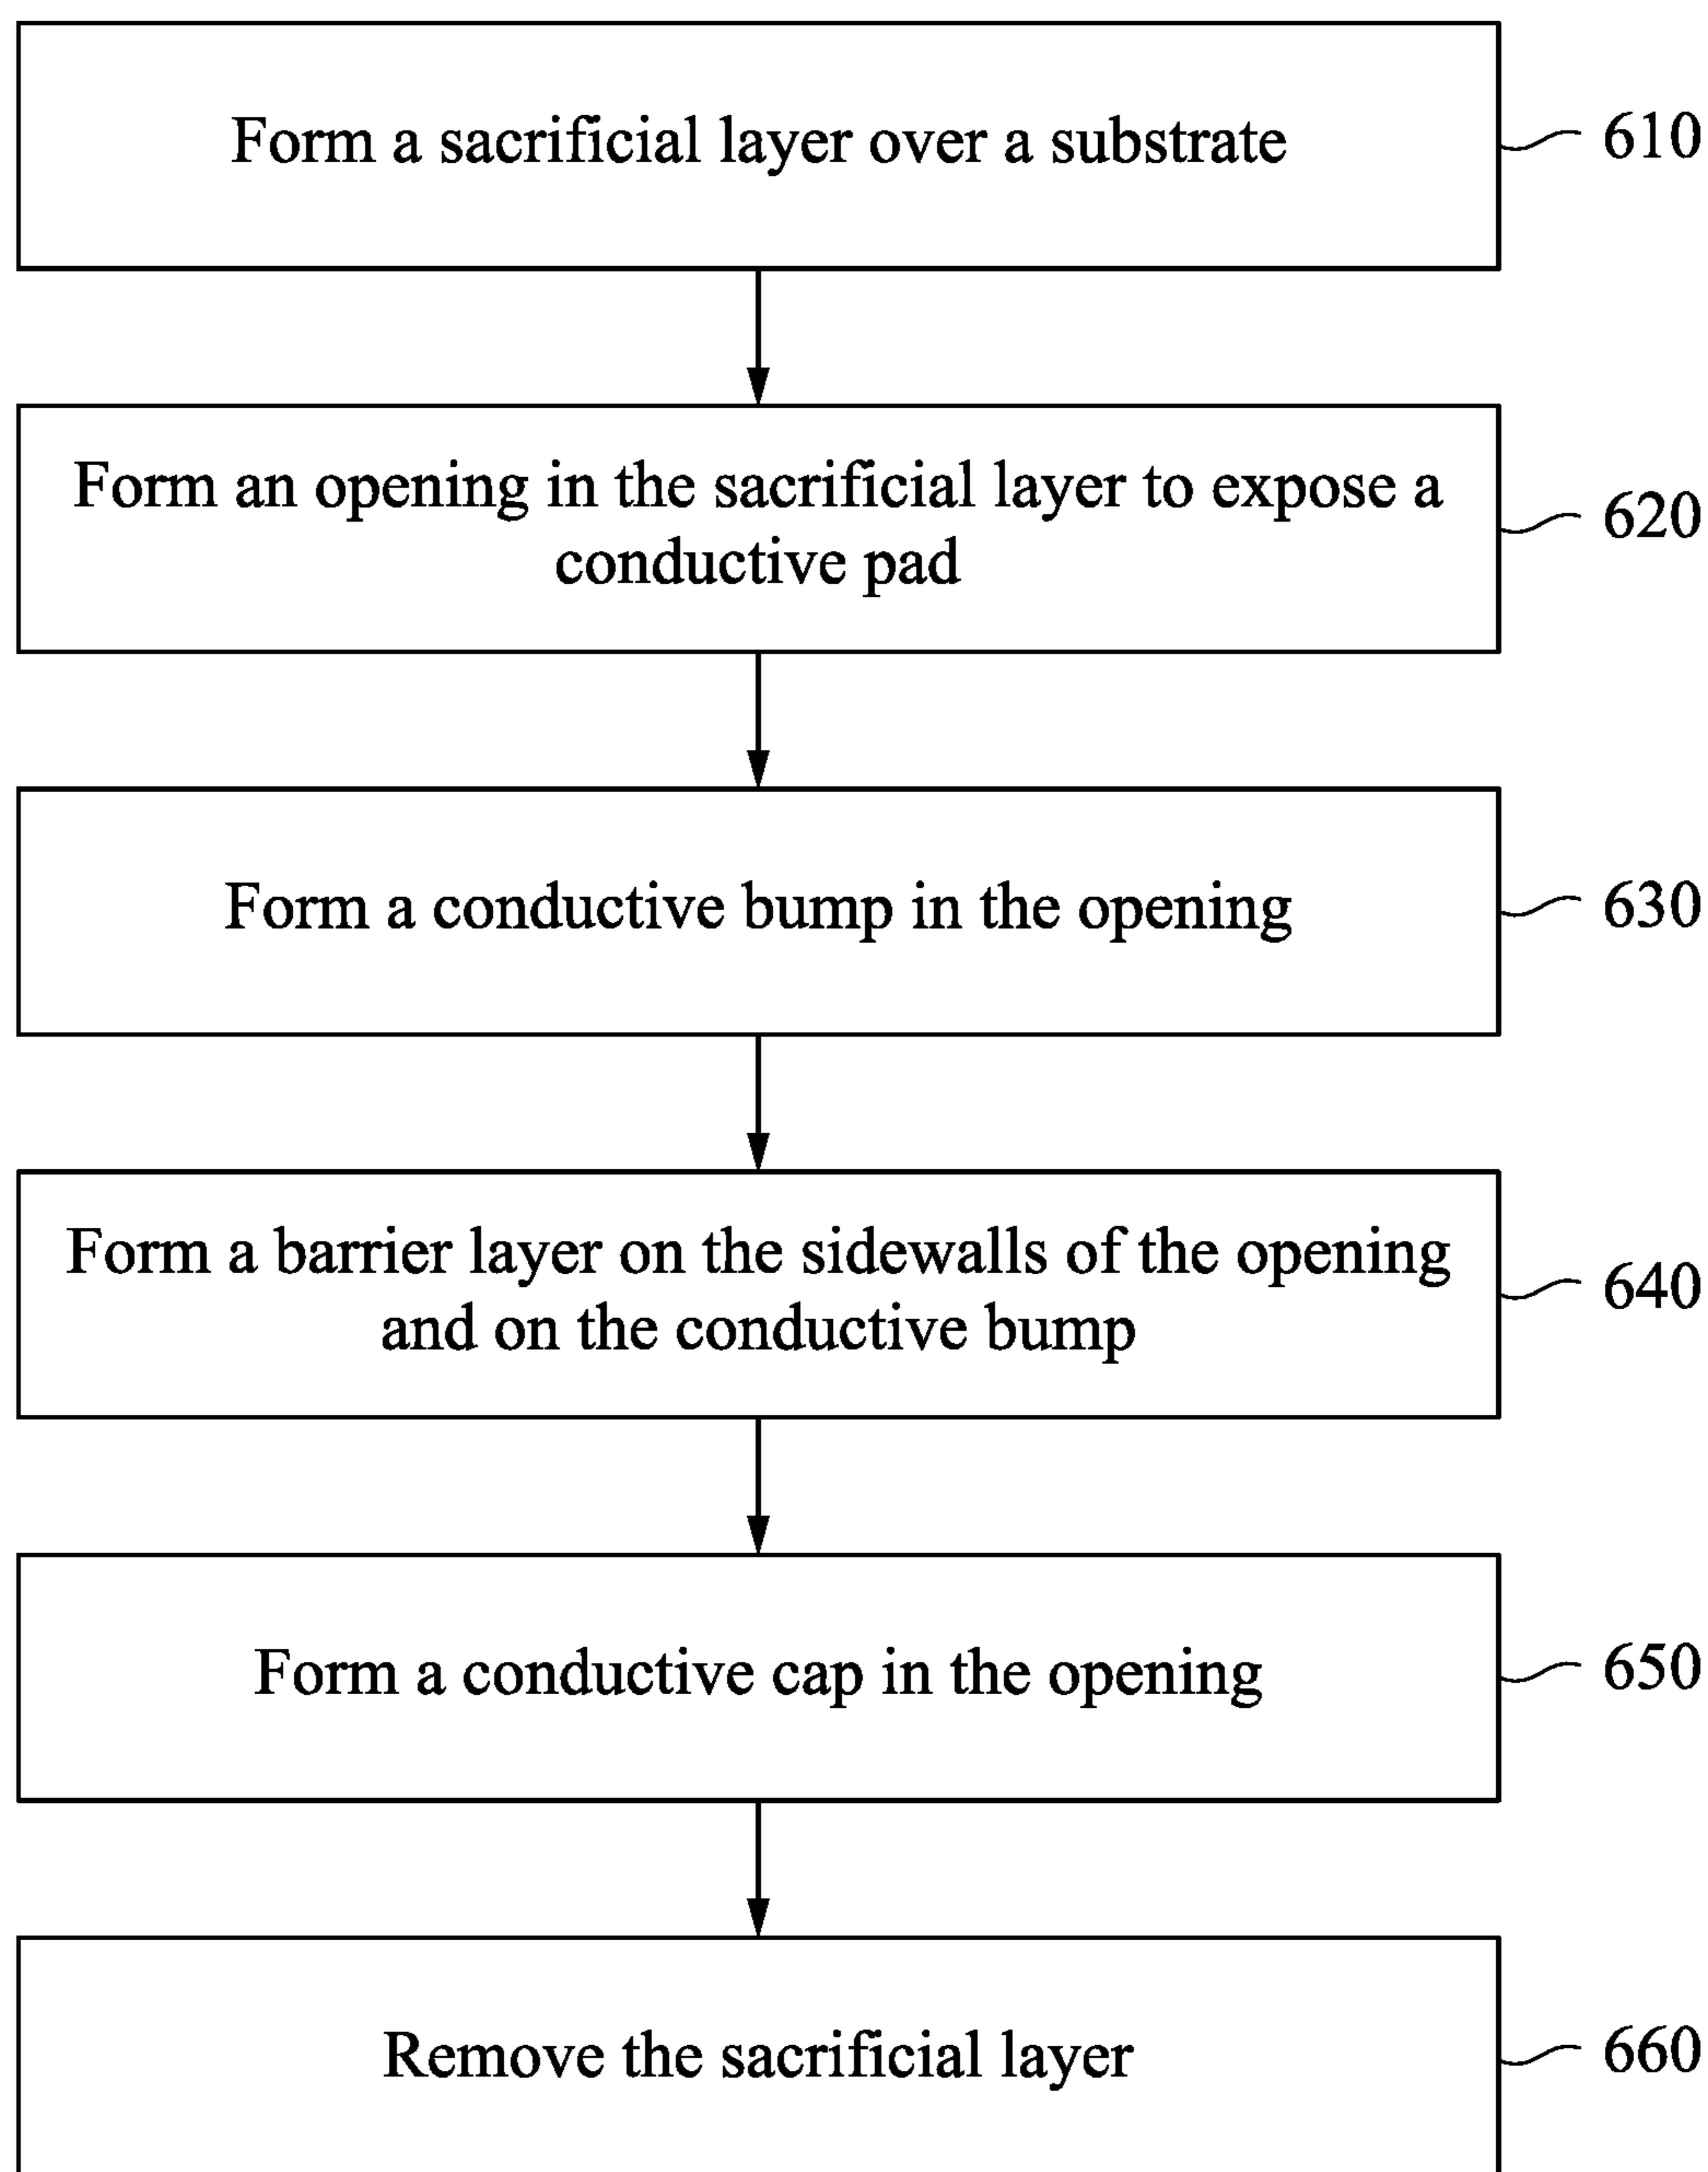 Form a sacrificial layer over a substrate
610
Form an opening in the sacrificial layer to expose a
conductive pad
620
Form a conductive bump in the opening
630
Form a barrier layer on the sidewalls of the opening
and on the conductive bump
640
Form a conductive cap in the opening
650
Remove the sacrificial layer
660